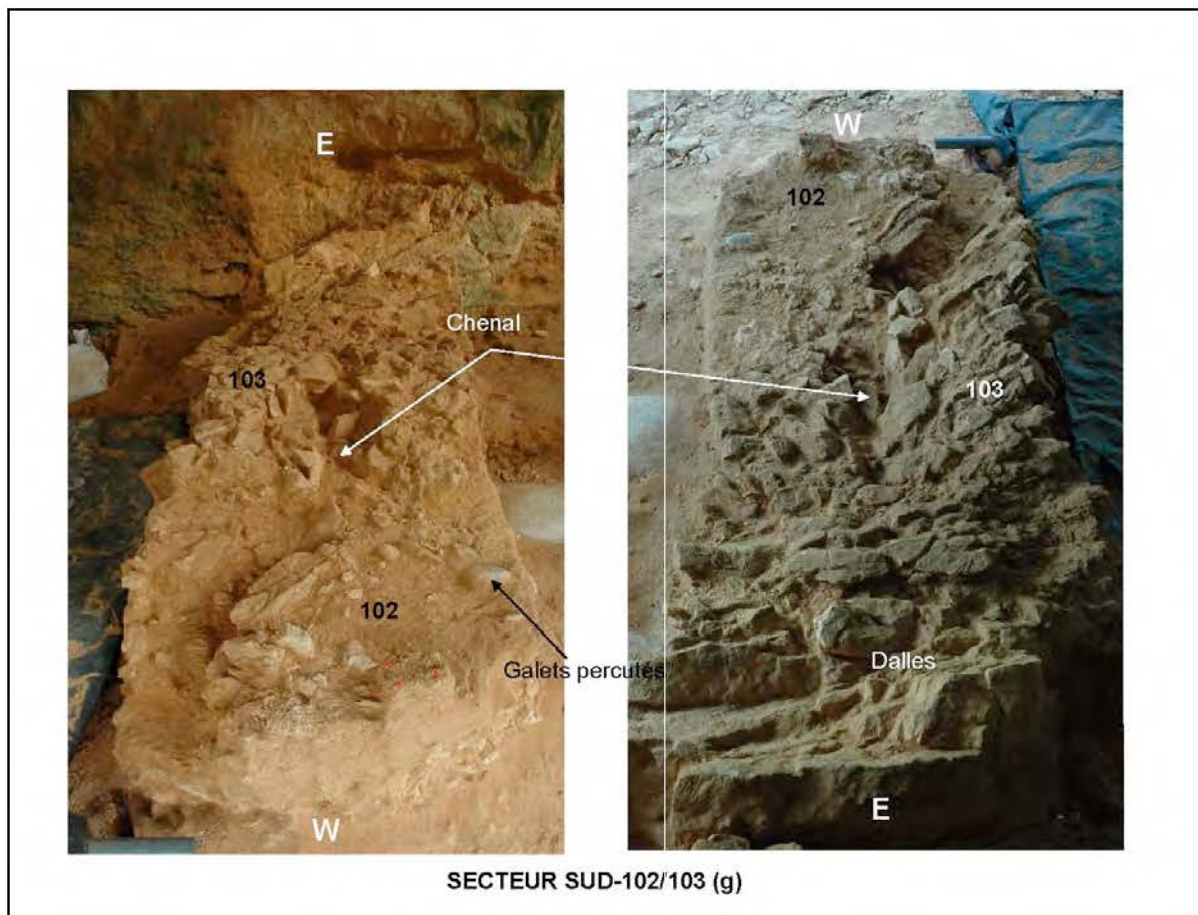 E
Chenal
103
102
Galets percutés
W
W
102
103
Dalles
E
SECTEUR SUD-102/103 (g)